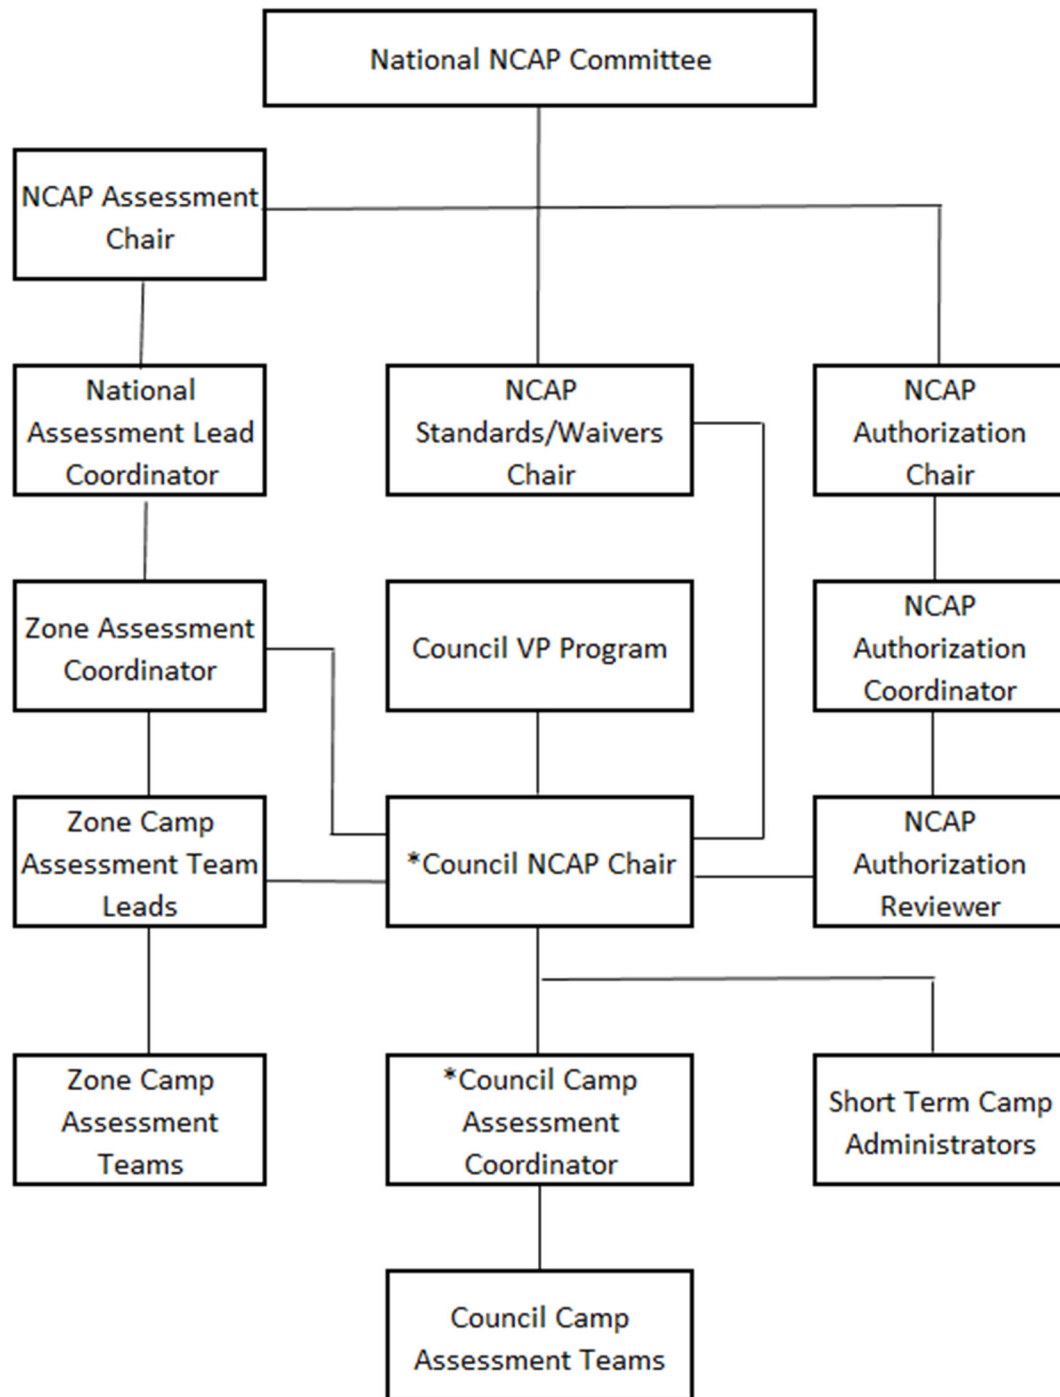 National NCAP Committee
NCAP Assessment
Chair
National
Assessment Lead
Coordinator
NCAP
Standards/Waivers
Chair
NCAP
Authorization
Chair
Zone Assessment
Coordinator
Council VP Program
NCAP
Authorization
Coordinator
Zone Camp
Assessment Team
Leads
*Council NCAP Chair
NCAP
Authorization
Reviewer
Zone Camp
Assessment
Teams
*Council Camp
Assessment
Coordinator
Short Term Camp
Administrators
Council Camp
Assessment Teams